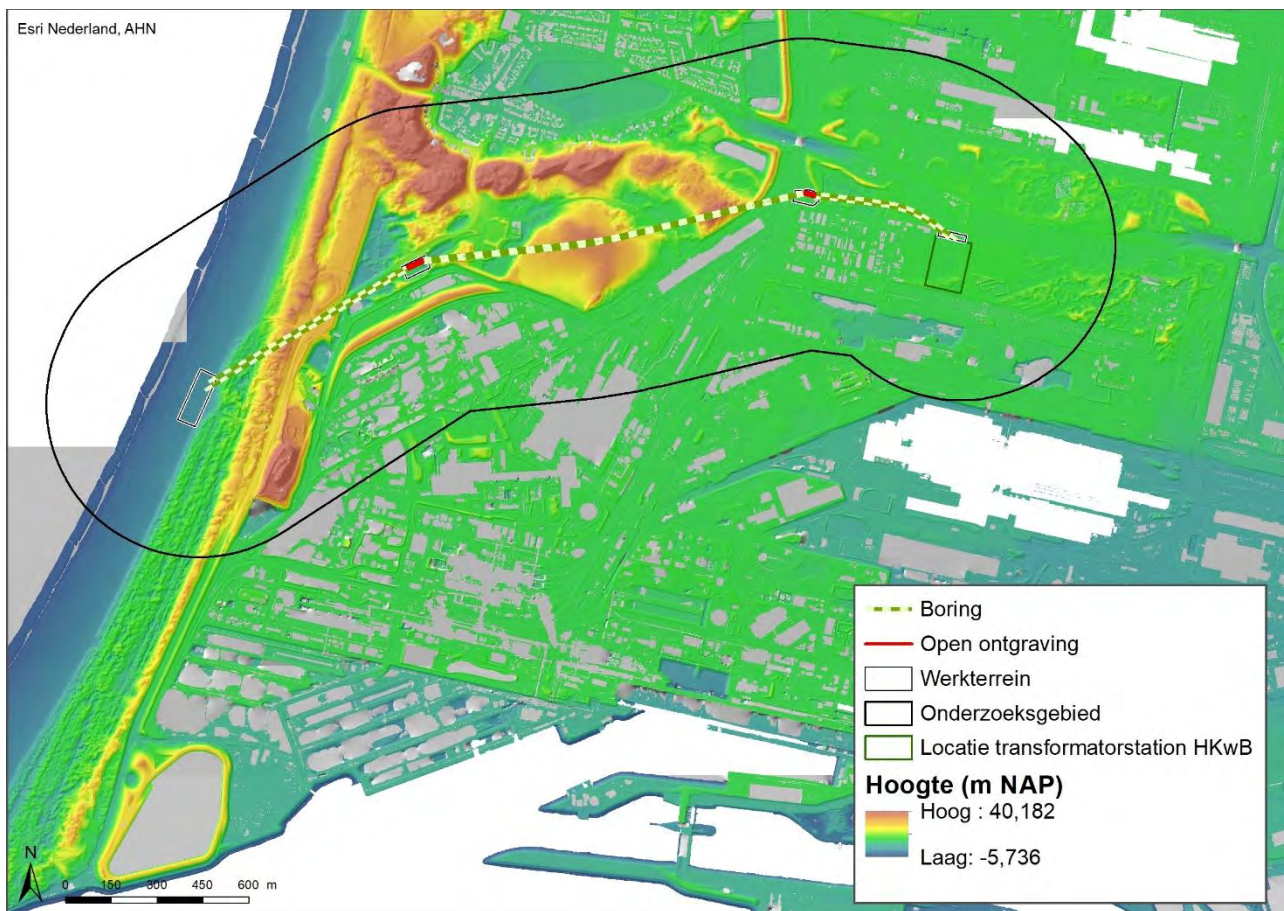 Esri Nederland, AHN
Boring
Open ontgraving
Werkterrein
Onderzoeksgebied
Locatie transformatorstation HKwB
Hoogte (m NAP)
Hoog : 40,182
Laag: -5,736
N
0 150 300 450 600 m